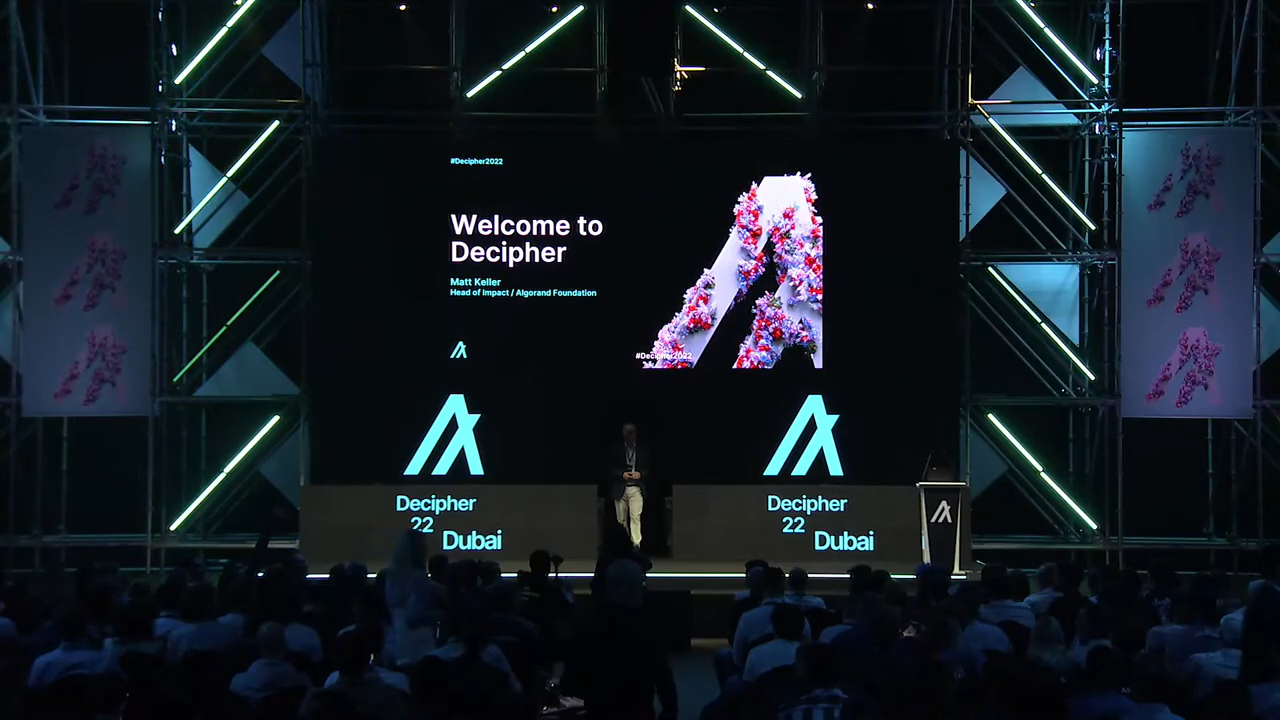 #Decipher2022
Welcome to
Decipher
Matt Keller
Head of Impact / Algorand Foundation
#Decipher2022
Decipher
22
Dubai
Decipher
22
Dubai